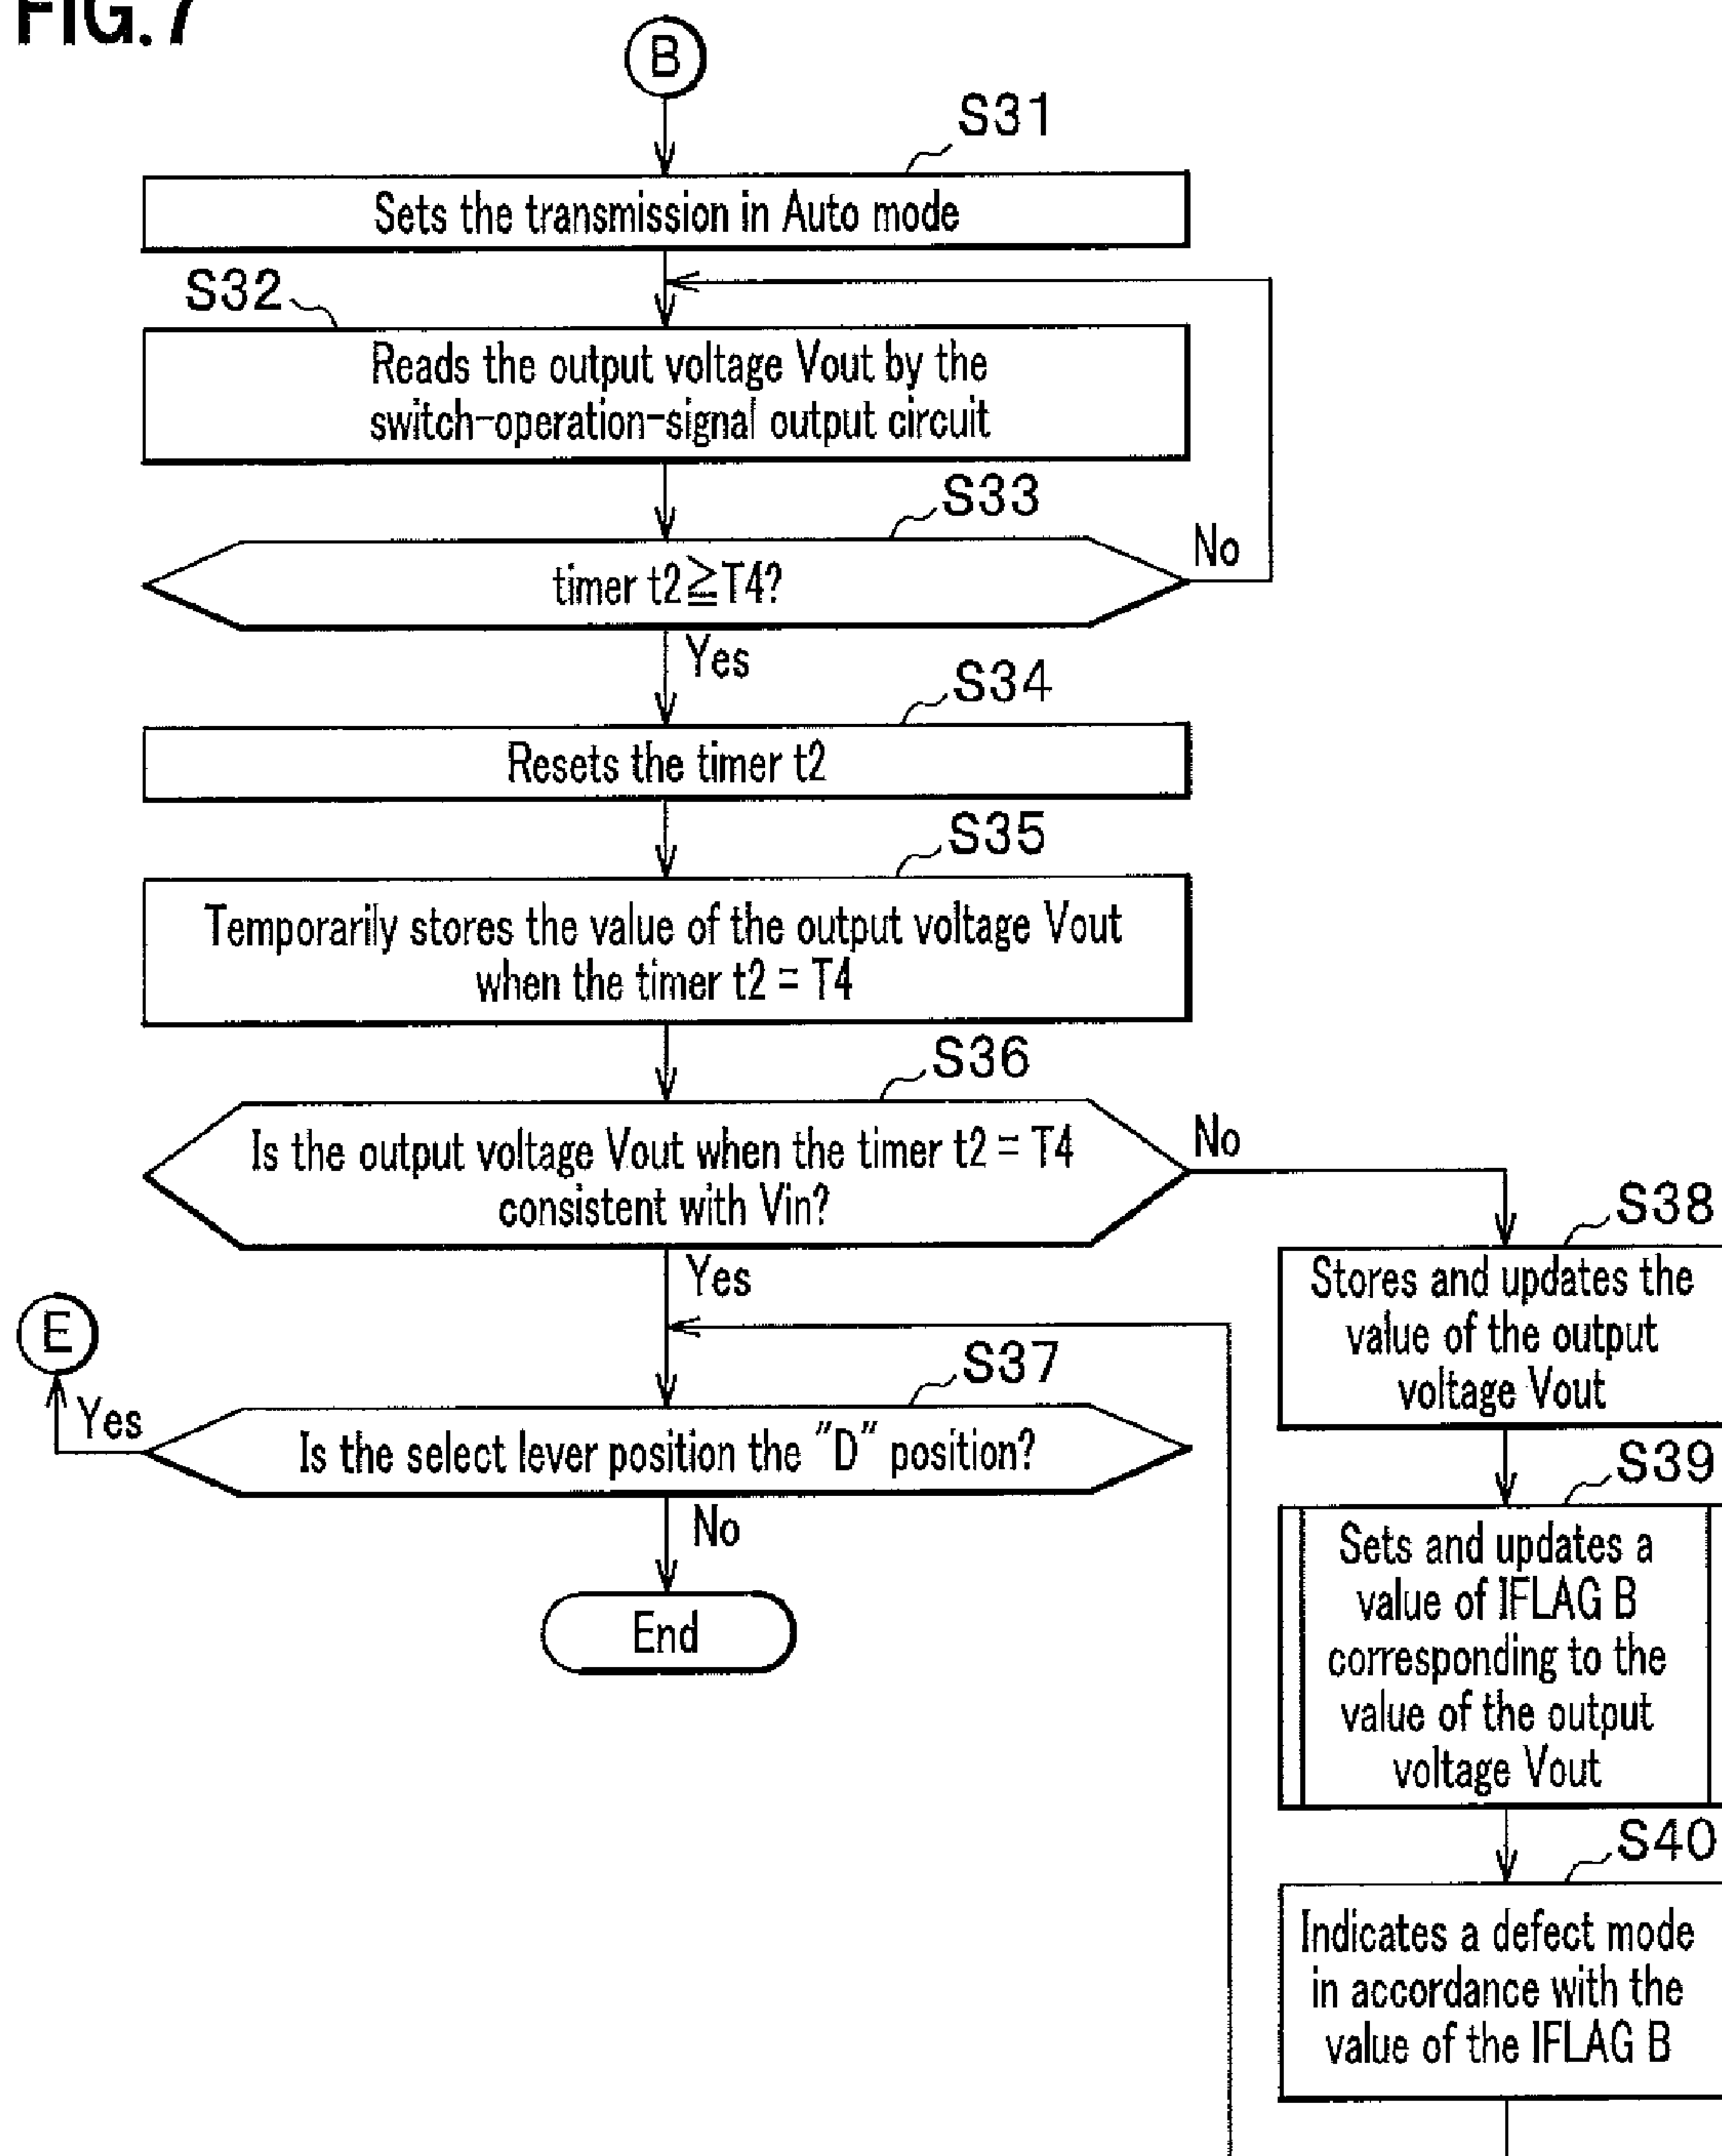 FIG.7
B
S31
Sets the transmission in Auto mode
S32
Reads the output voltage Vout by the
switch-operation-signal output circuit
S33
timer t2≧T4?
No
Yes
S34
Resets the timer t2
S35
Temporarily stores the value of the output voltage Vout
when the timer t2 = T4
S36
Is the output voltage Vout when the timer t2 = T4
consistent with Vin?
No
Yes
S38
Stores and updates the
value of the output
voltage Vout
E
Yes
S37
Is the select lever position the "D" position?
No
End
S39
Sets and updates a
value of IFLAG B
corresponding to the
value of the output
voltage Vout
S40
Indicates a defect mode
in accordance with the
value of the IFLAG B